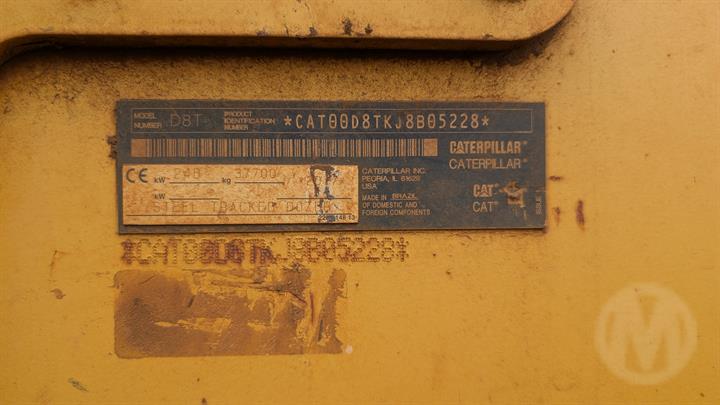 MODEL NUMBER D8T PRODUCT IDENTIFICATION NUMBER *CAT00D8TKJ8B05228*
CATERPILLAR
CATERPILLAR
CE kW 248 kg 37700
kW
STEEL TRACKED
CATERPILLAR INC.
PEORIA, IL 61629
USA
MADE IN BRAZIL
OF DOMESTIC AND
FOREIGN COMPONENTS
CAT
CAT
ISSUE
*CAT00D8TKJ8B05228*
M